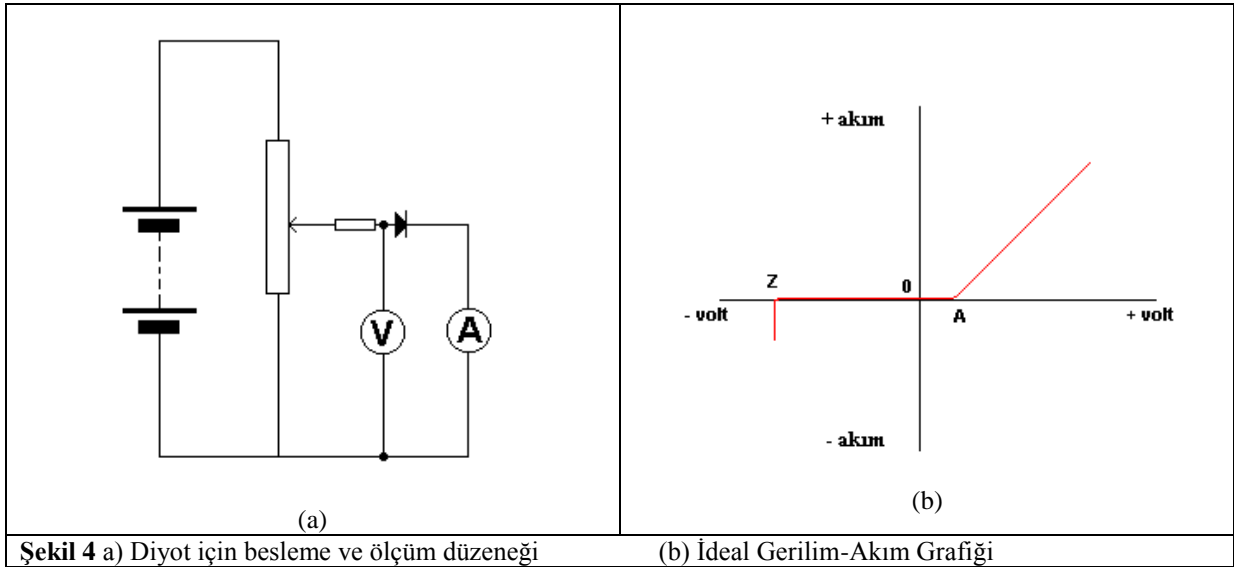 V
A
(a)
+ akım
Z
0
- volt
A
+ volt
- akım
(b)
Şekil 4 a) Diyot için besleme ve ölçüm düzeneği
(b) İdeal Gerilim-Akım Grafiği